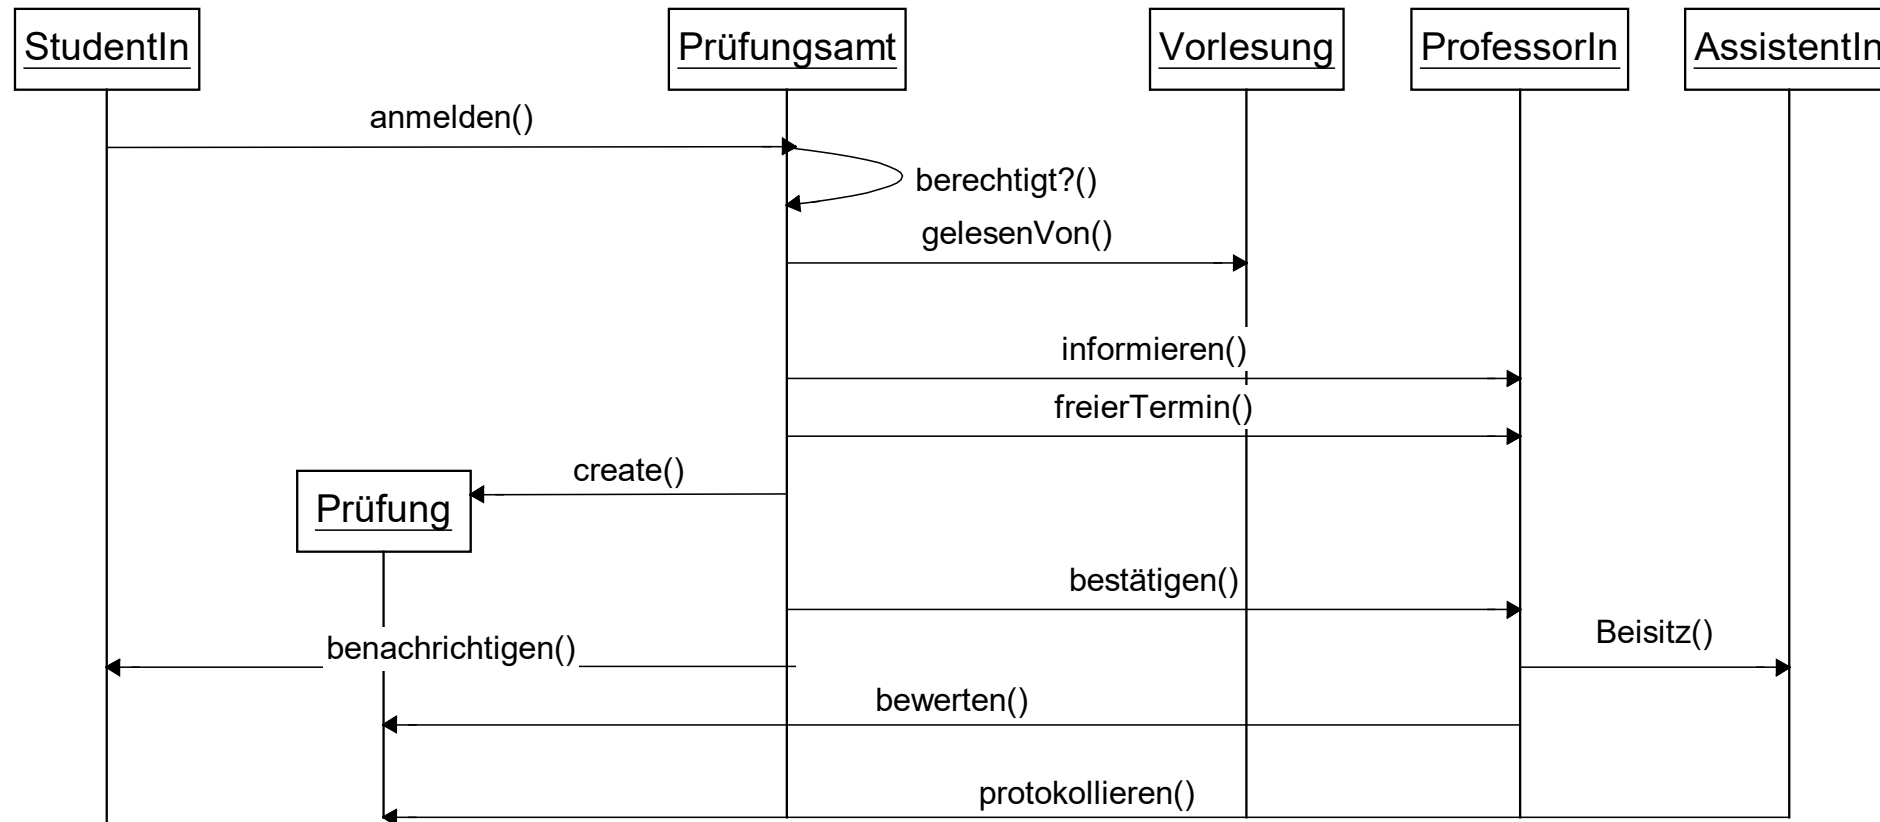 StudentIn
Prüfungsamt
Vorlesung
ProfessorIn
AssistentIn
anmelden()
berechtigt?()
gelesenVon()
informieren()
freierTermin()
create()
Prüfung
bestätigen()
Beisitz()
benachrichtigen()
bewerten()
protokollieren()